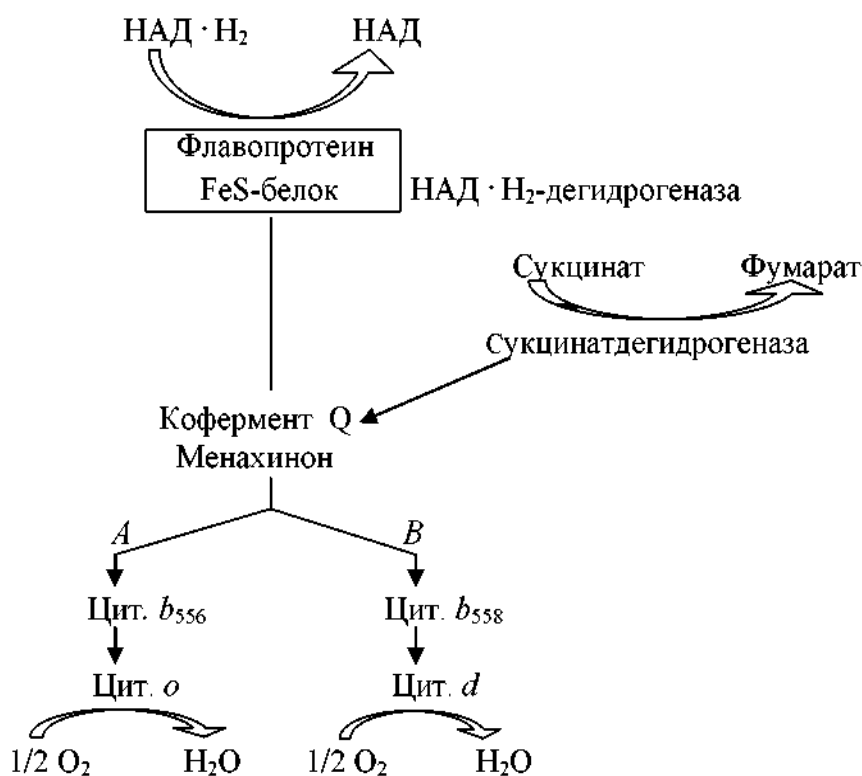 НАД · H₂ НАД
Флавопротеин
FeS-белок НАД · H₂-дегидрогеназа
Сукцинат Фумарат
Сукцинатдегидрогеназа
Кофермент Q
Менахинон
A B
Цит. b₅₅₆ Цит. b₅₅₈
Цит. o Цит. d
1/2 O₂ H₂O 1/2 O₂ H₂O